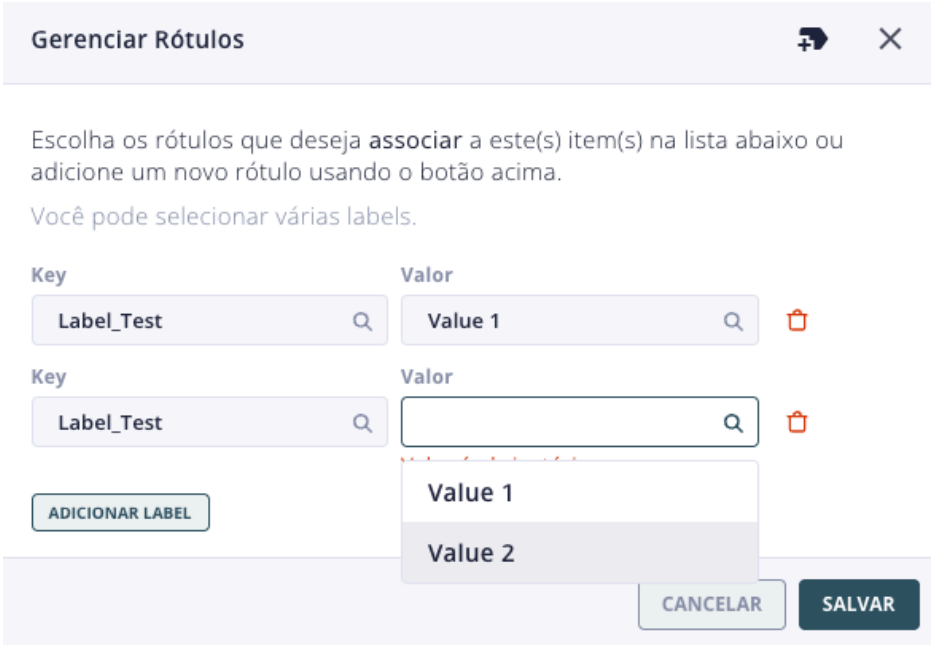 Gerenciar Rótulos
Escolha os rótulos que deseja associar a este(s) item(s) na lista abaixo ou
adicione um novo rótulo usando o botão acima.
Você pode selecionar várias labels.
Key Valor
Label_Test Value 1
Key Valor
Label_Test
Value 1
ADICIONAR LABEL
Value 2
CANCELAR SALVAR